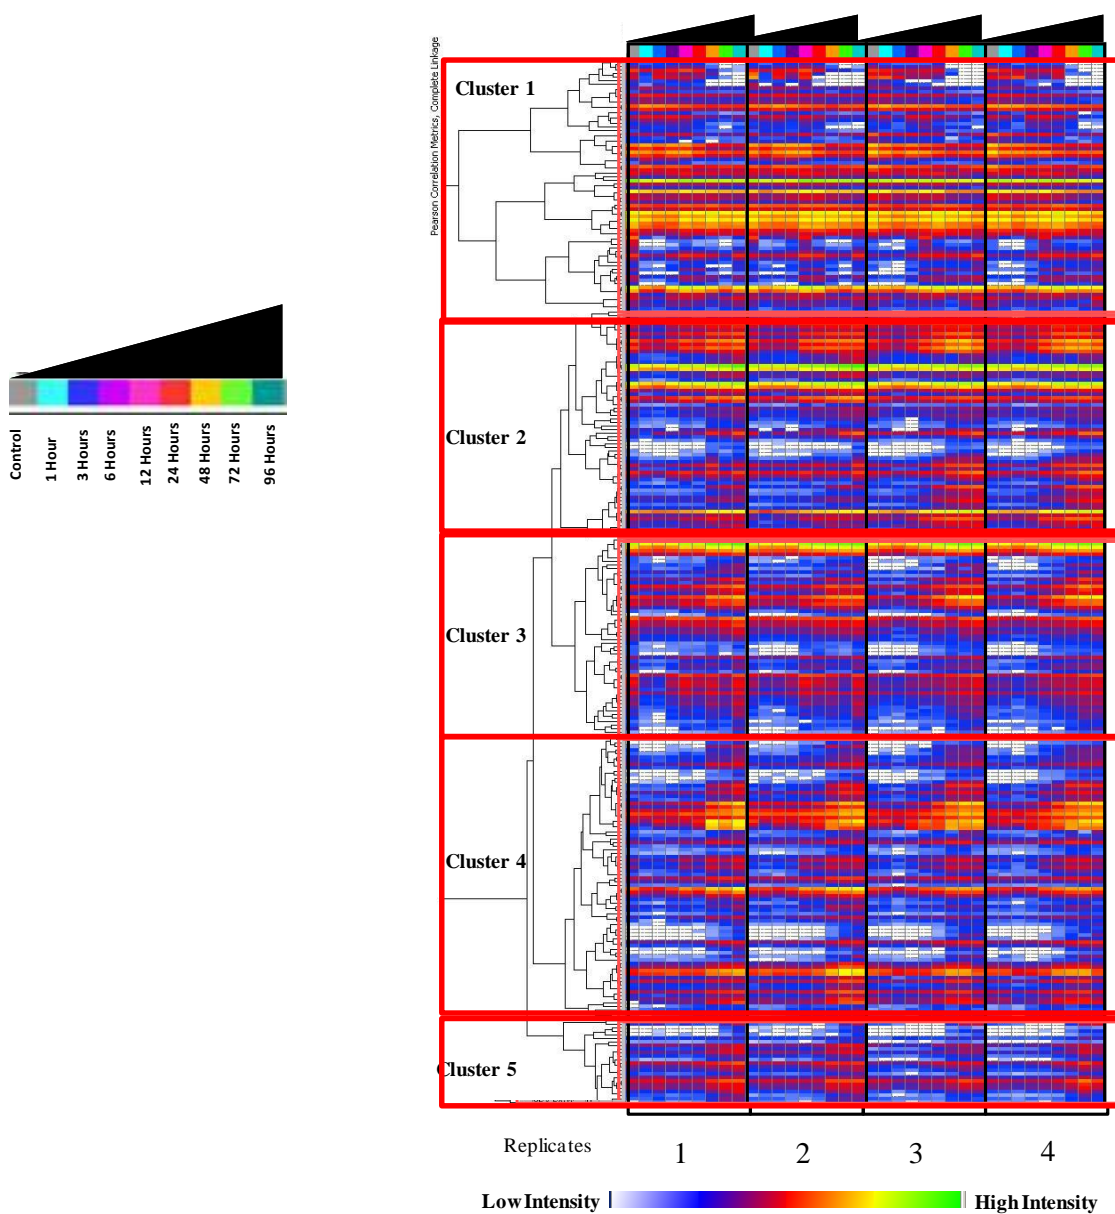 Pearson Correlation Metrics, Complete Linkage
Cluster 1
Cluster 2
Cluster 3
Cluster 4
Cluster 5
Control
1 Hour
3 Hours
6 Hours
12 Hours
24 Hours
48 Hours
72 Hours
96 Hours
Replicates 1 2 3 4
Low Intensity High Intensity